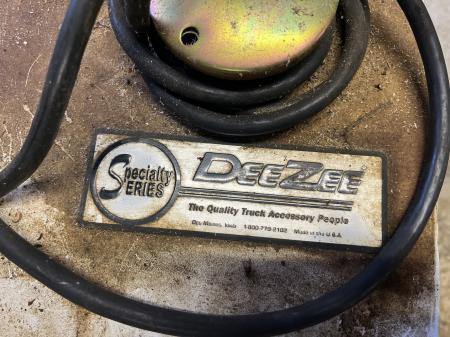 Specialty SERIES
DEEZEE
The Quality Truck Accessory People
Des Moines, Iowa 1-800-779-2102 Made in the U.S.A.